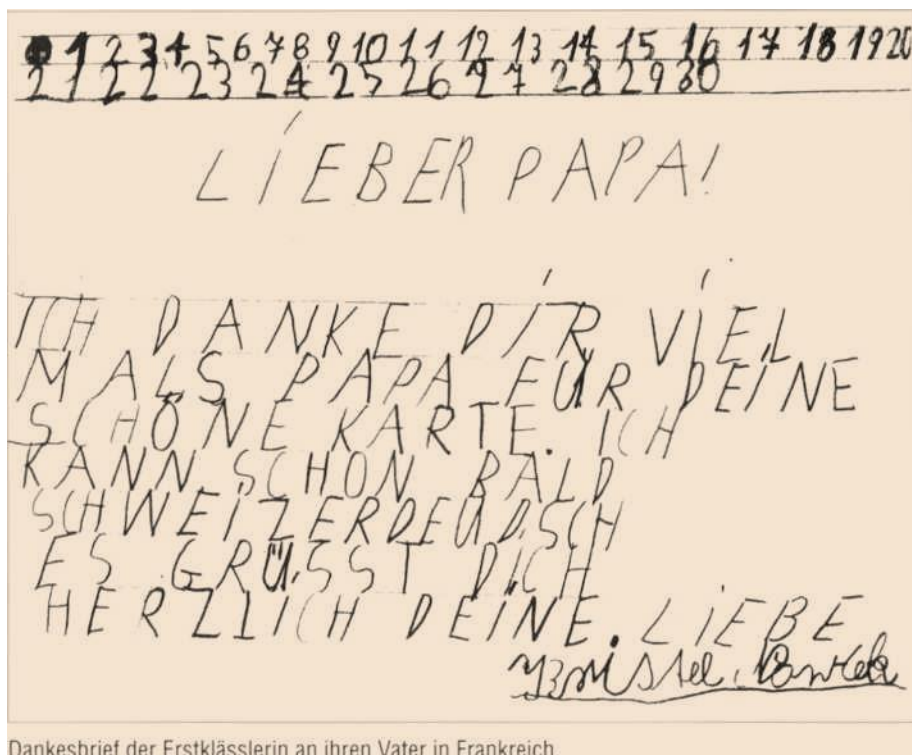 0 1 2 3 4 5 6 7 8 9 10 11 12 13 14 15 16 17 18 19 20
21 22 23 24 25 26 27 28 29 30
LIEBER PAPA!
ICH DANKE DIR VIEL
MALS PAPA FÜR DEINE
SCHÖNE KARTE. ICH
KANN SCHON BALD
SCHWEIZERDEUDSCH
ES GRÜSST DICH
HERZLICH DEINE. LIEBE
Dankesbrief der Erstklässlerin an ihren Vater in Frankreich